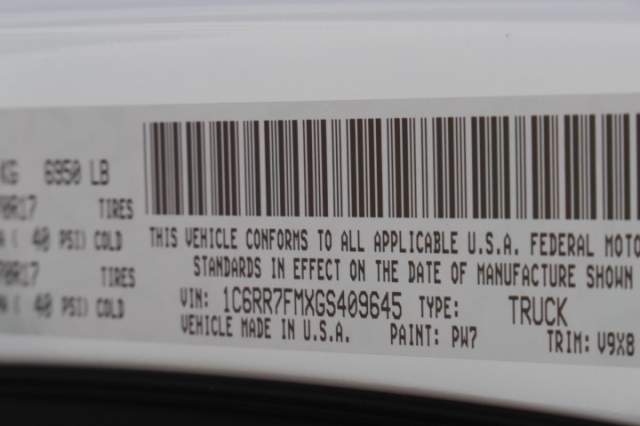 KG 6950 LB
70R17 TIRES
( 40 PSI) COLD
70R17 TIRES
( 40 PSI) COLD
THIS VEHICLE CONFORMS TO ALL APPLICABLE U.S.A. FEDERAL MOTO
STANDARDS IN EFFECT ON THE DATE OF MANUFACTURE SHOWN
VIN: 1C6RR7FMXGS409645 TYPE: TRUCK
VEHICLE MADE IN U.S.A. PAINT: PW7 TRIM: V9X8